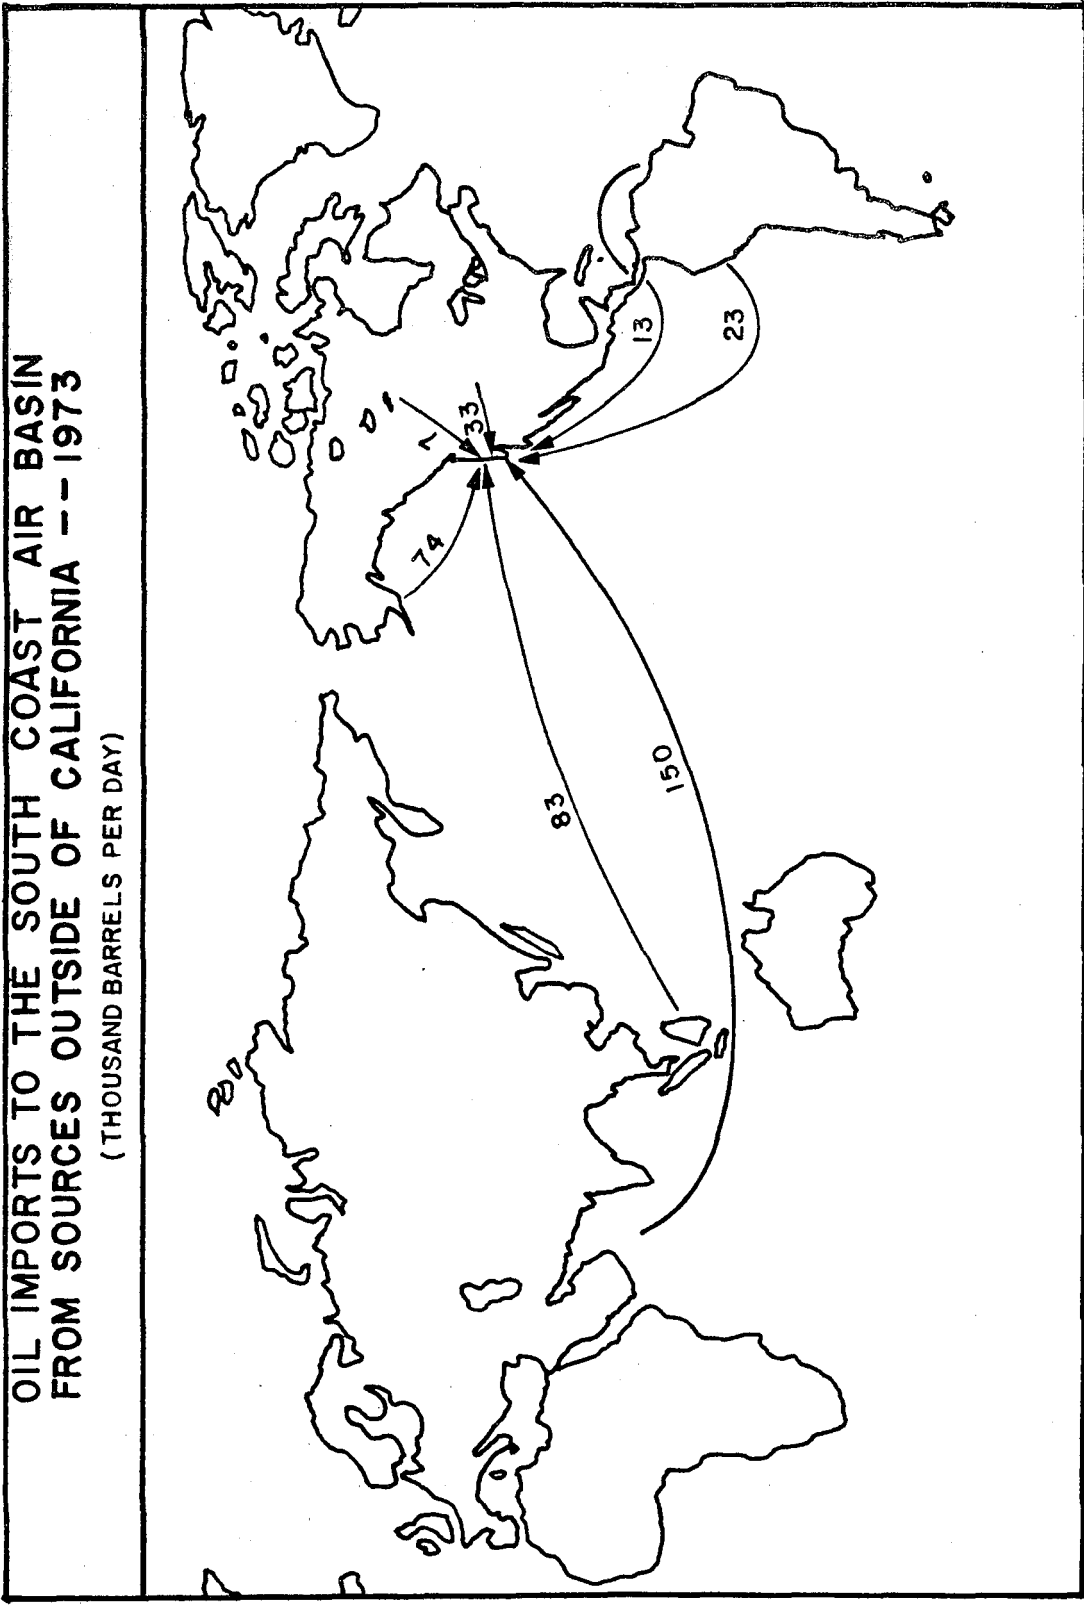 OIL IMPORTS TO THE SOUTH COAST AIR BASIN
FROM SOURCES OUTSIDE OF CALIFORNIA -- 1973
(THOUSAND BARRELS PER DAY)
74
7
33
83
13
150
23